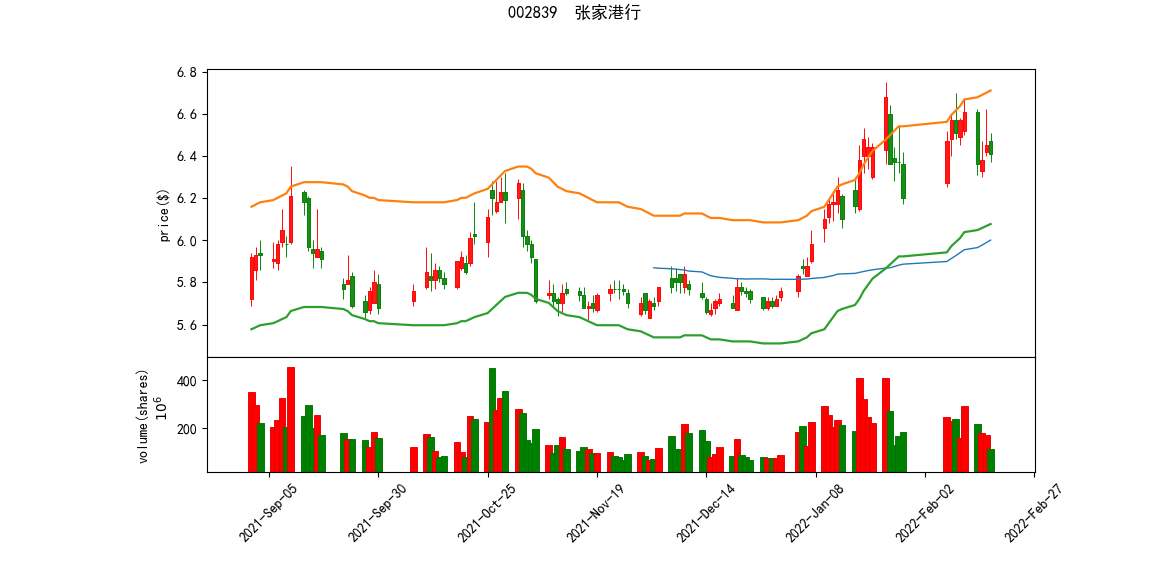 002839 张家港行
6.8
6.6
6.4
6.2
6.0
5.8
5.6
price($)
400
200
volume(shares)
10^6
2021-Sep-05
2021-Sep-30
2021-Oct-25
2021-Nov-19
2021-Dec-14
2022-Jan-08
2022-Feb-02
2022-Feb-27